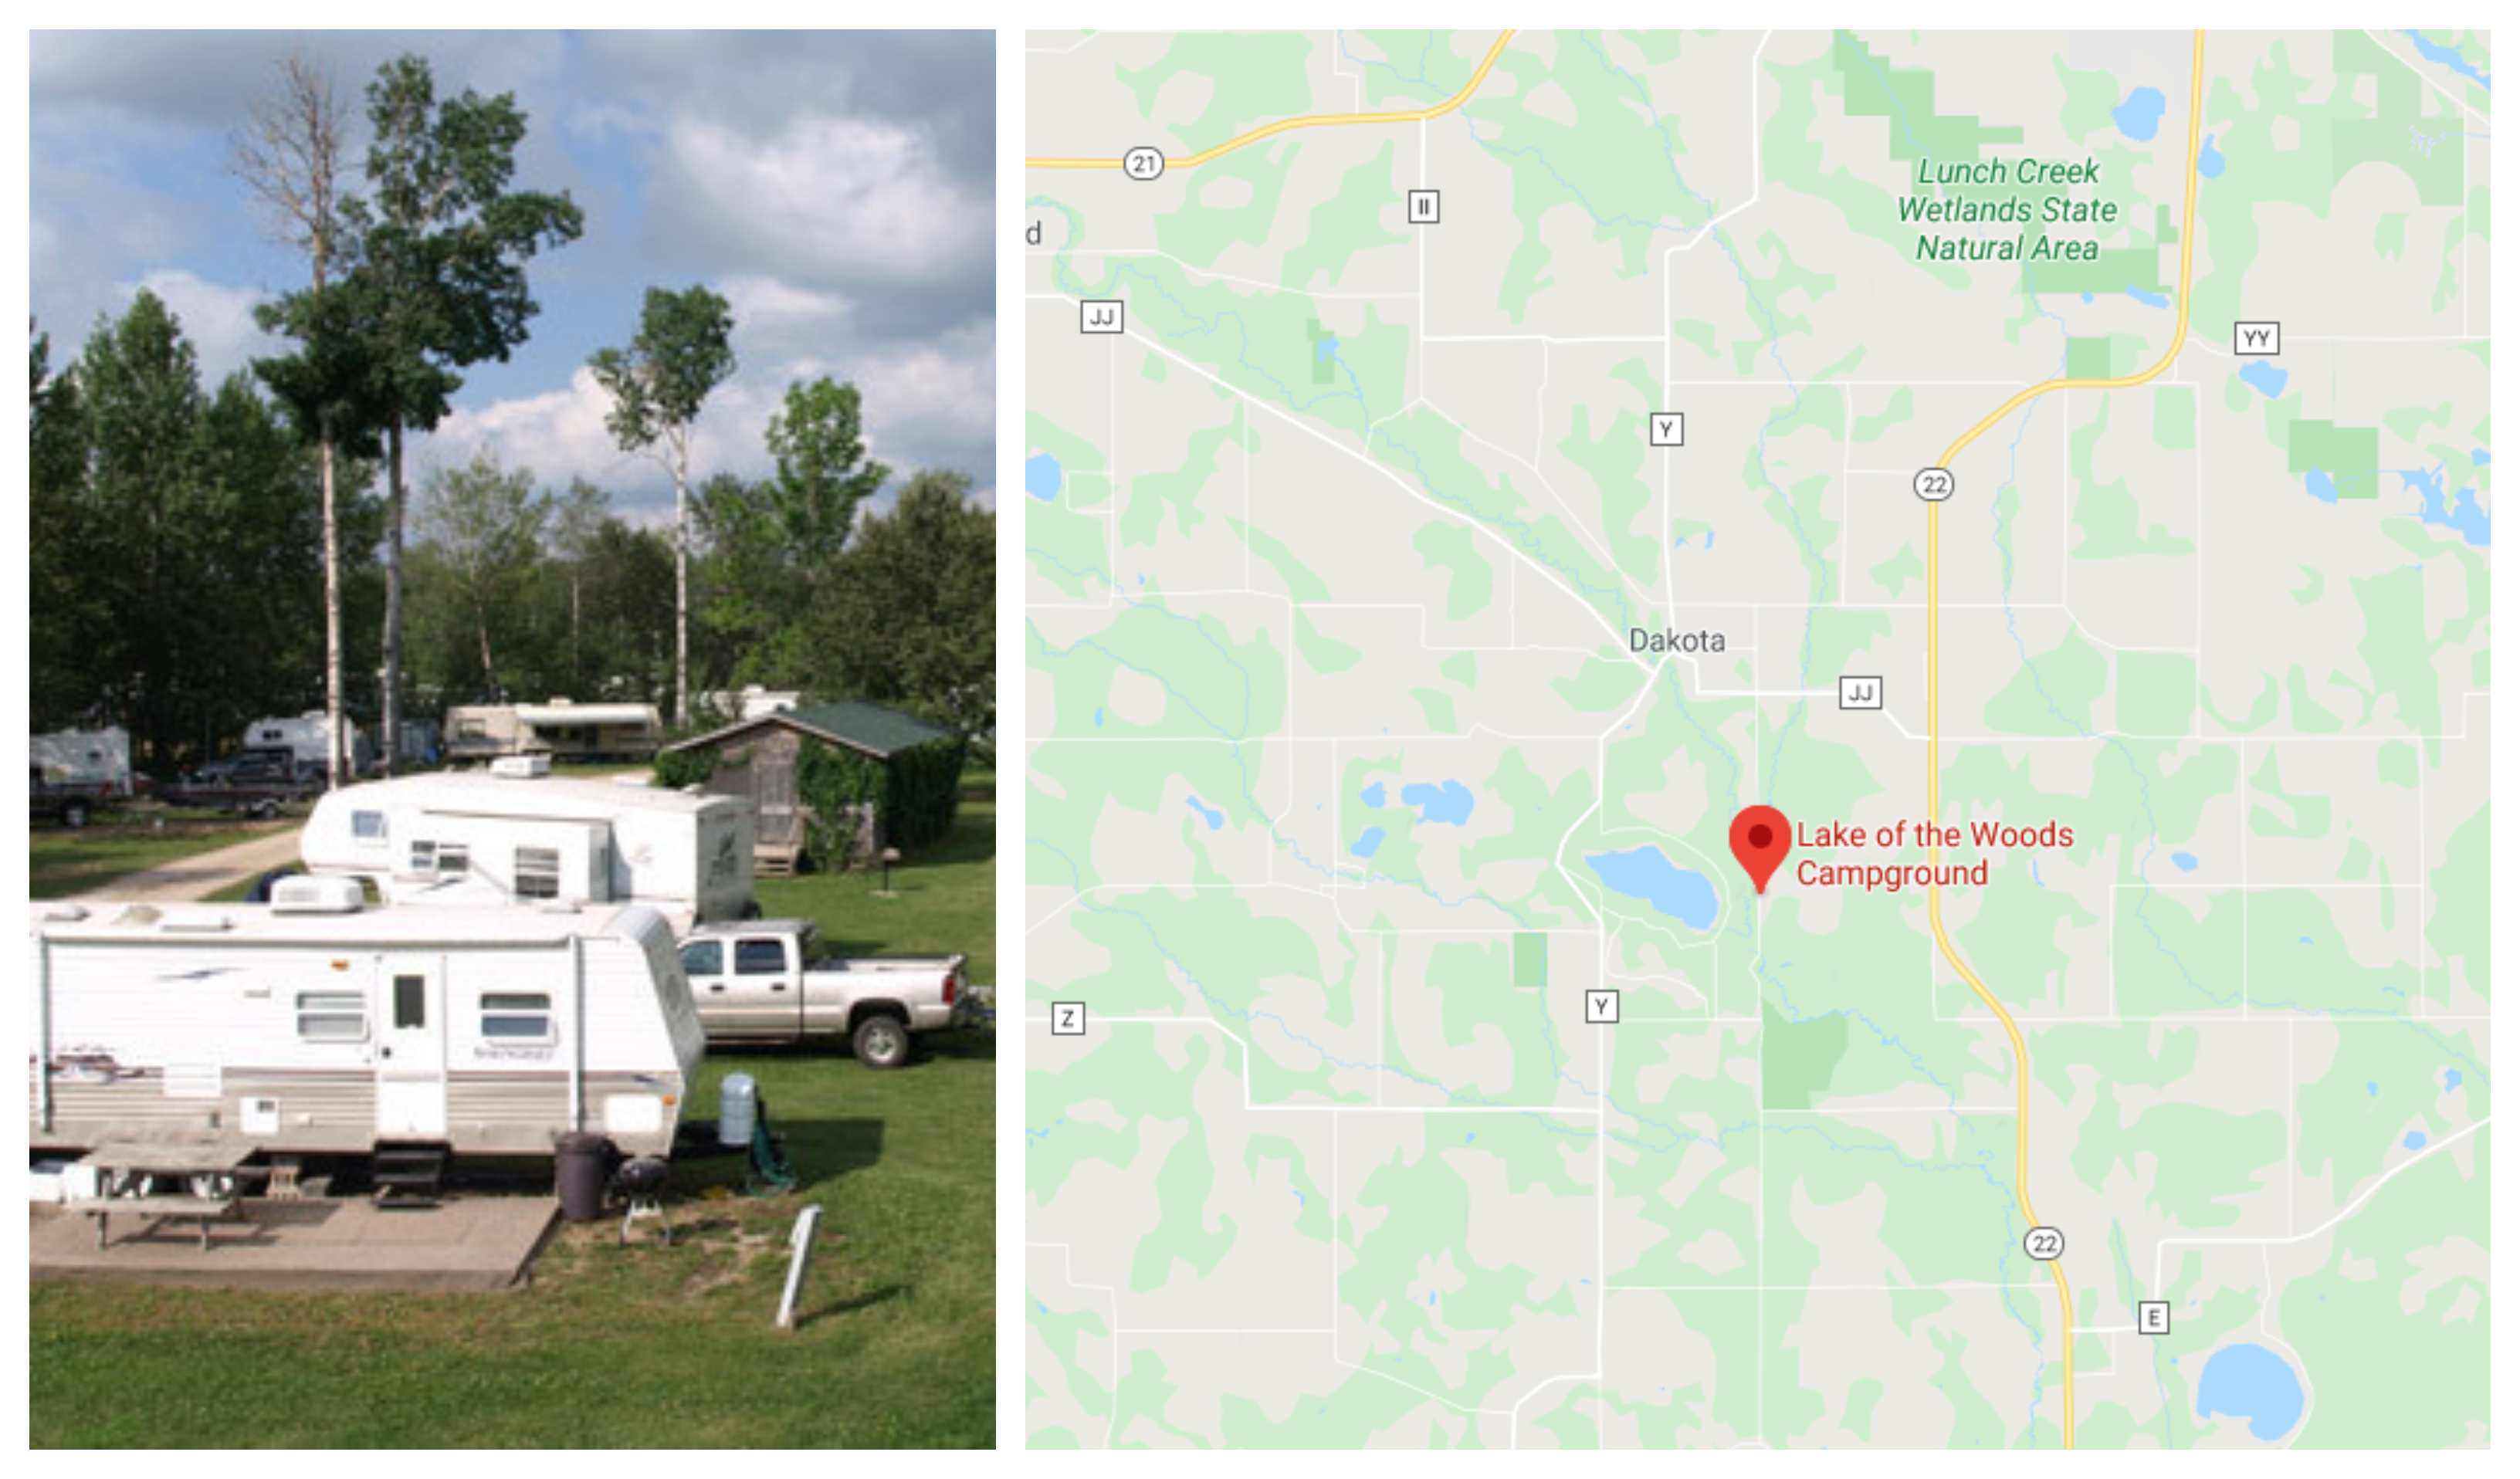 21
II
Lunch Creek
Wetlands State
Natural Area
d
JJ
YY
Y
22
Dakota
JJ
Lake of the Woods
Campground
Z
Y
22
E